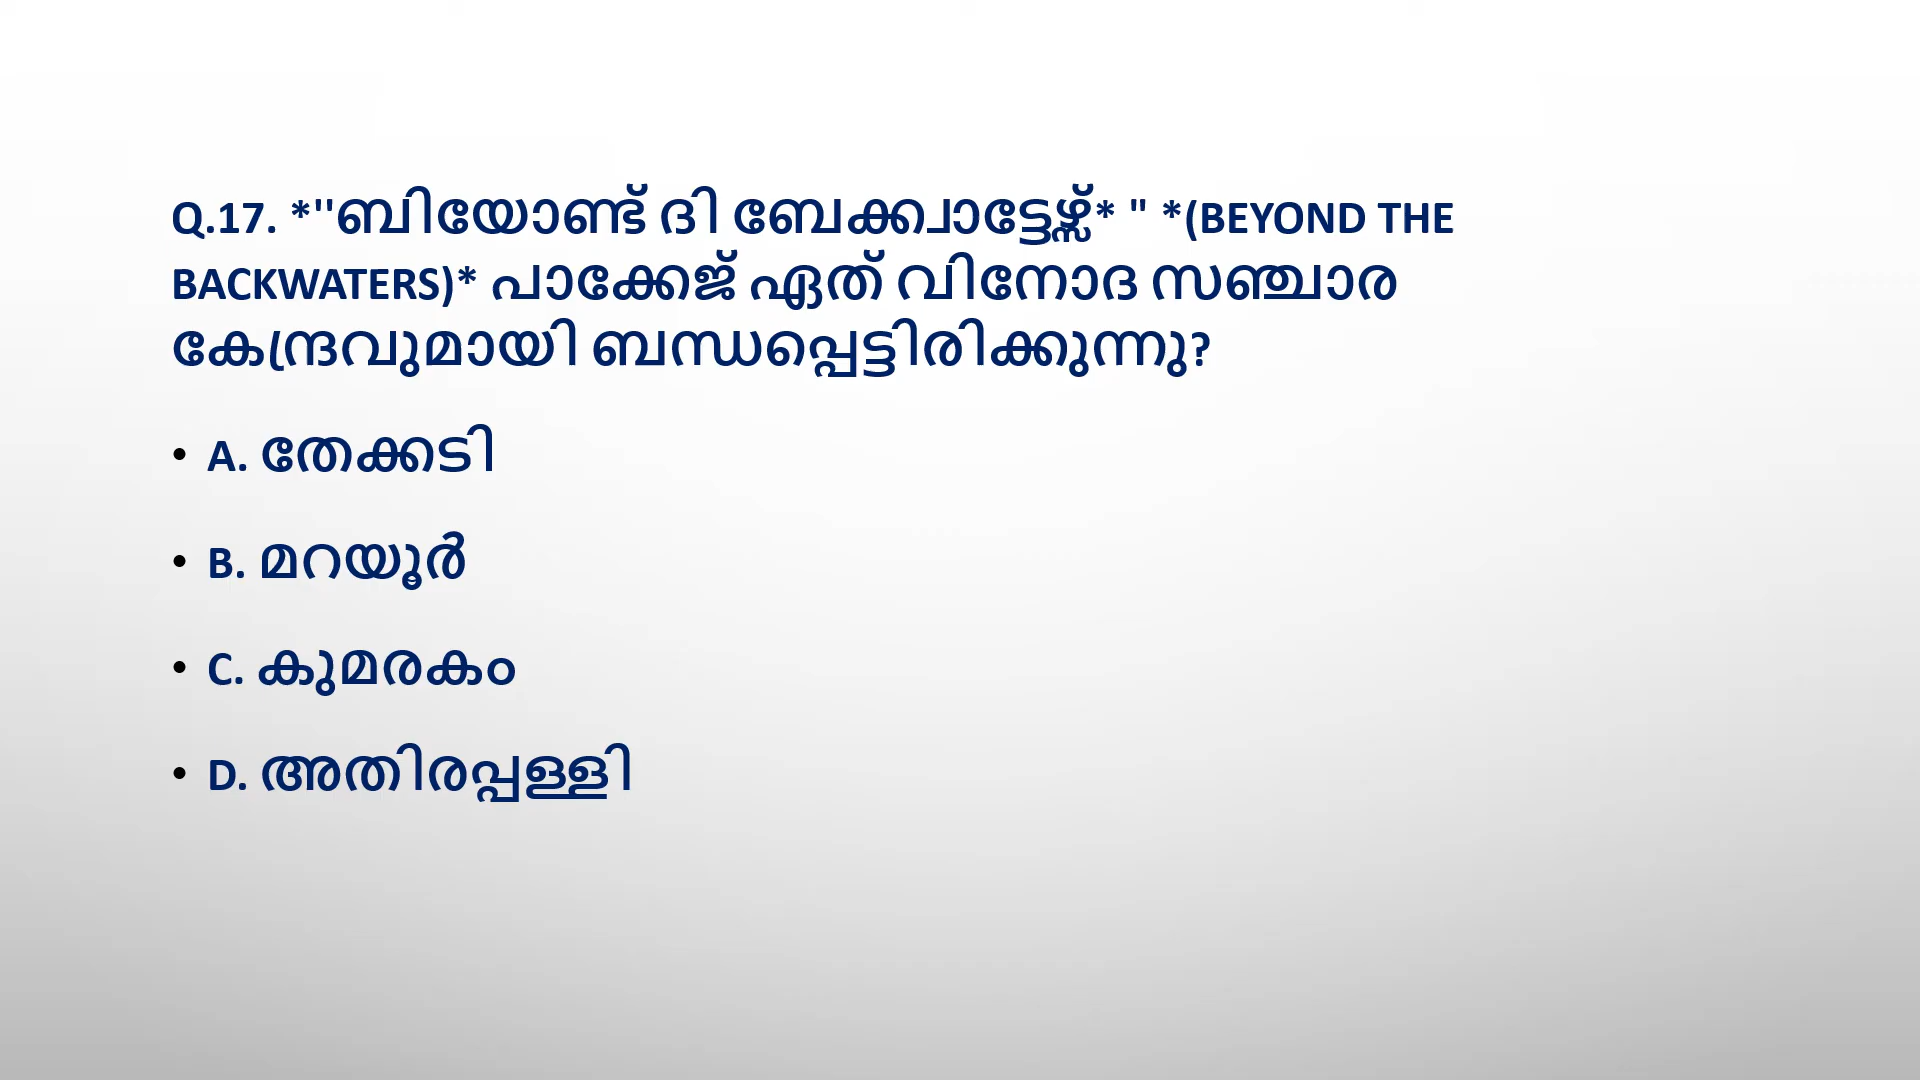 Q.17. *''ബിയോണ്ട് ദി ബേക്ക്വാട്ടേഴ്സ്* " *(BEYOND THE
BACKWATERS)* പാക്കേജ് ഏത് വിനോദ സഞ്ചാര
കേന്ദ്രവുമായി ബന്ധപ്പെട്ടിരിക്കുന്നു?
• A. തേക്കടി
• B. മറയൂർ
• C. കുമരകം
• D. അതിരപ്പള്ളി